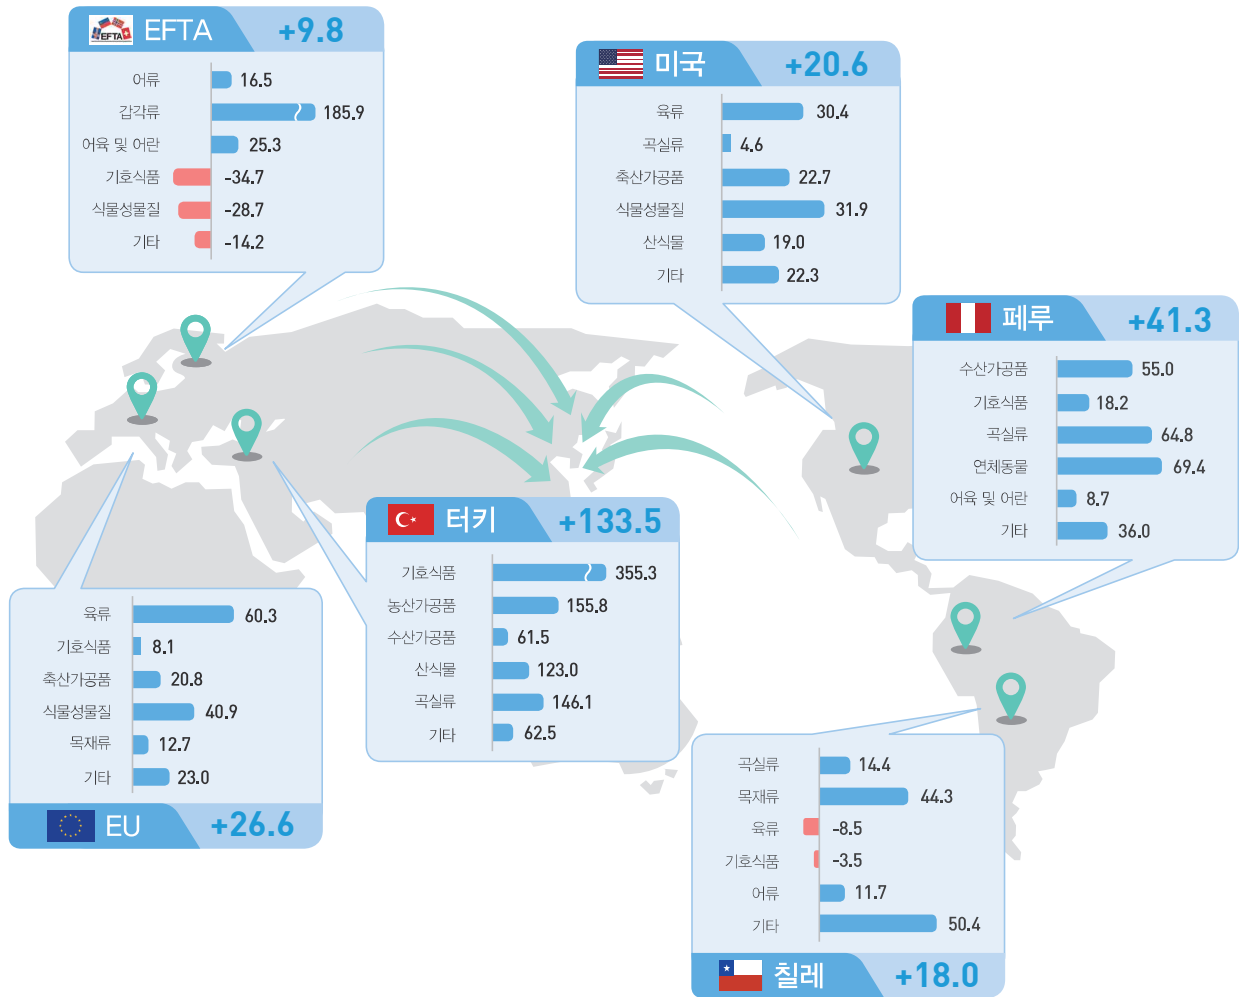 EFTA
EFTA +9.8
어류 16.5
갑각류 185.9
어육 및 어란 25.3
기호식품 -34.7
식물성물질 -28.7
기타 -14.2
미국 +20.6
육류 30.4
곡실류 4.6
축산가공품 22.7
식물성물질 31.9
산식물 19.0
기타 22.3
페루 +41.3
수산가공품 55.0
기호식품 18.2
곡실류 64.8
연체동물 69.4
어육 및 어란 8.7
기타 36.0
터키 +133.5
기호식품 355.3
농산가공품 155.8
수산가공품 61.5
산식물 123.0
곡실류 146.1
기타 62.5
육류 60.3
기호식품 8.1
축산가공품 20.8
식물성물질 40.9
목재류 12.7
기타 23.0
EU +26.6
곡실류 14.4
목재류 44.3
육류 -8.5
기호식품 -3.5
어류 11.7
기타 50.4
칠레 +18.0